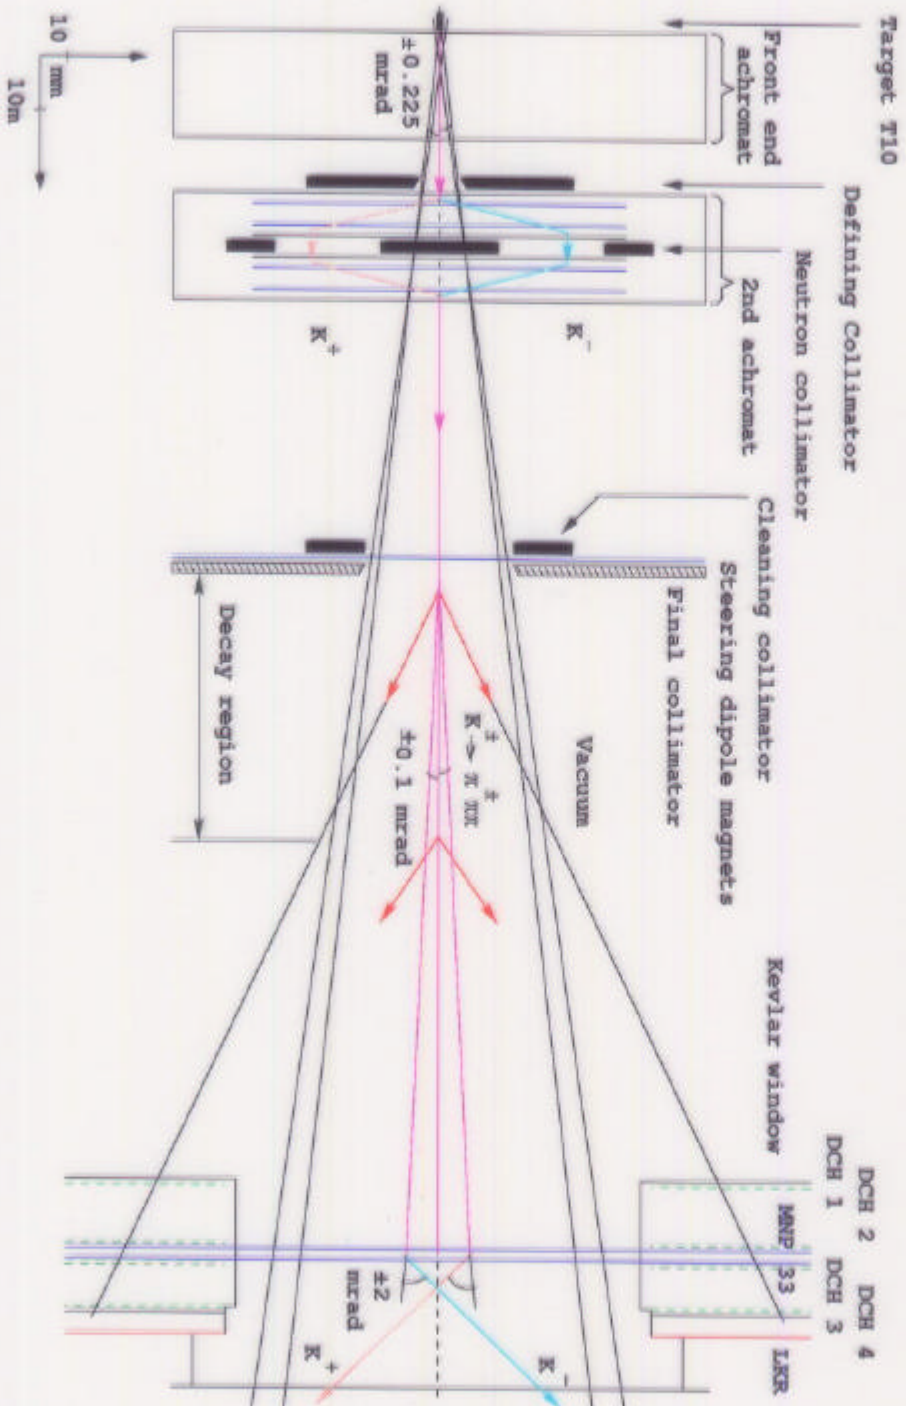 Target T10
Front end
achromat
±0.225
mrad
10 mm
10m
Defining Collimator
Neutron collimator
2nd achromat
K-
K+
Cleaning collimator
Steering dipole magnets
Final collimator
Decay region
Vacuum
K± → π± ππ
±0.1 mrad
Kevlar window
DCH 1
DCH 2
MNP 33
DCH 3
DCH 4
LKR
±2
mrad
K+
K-